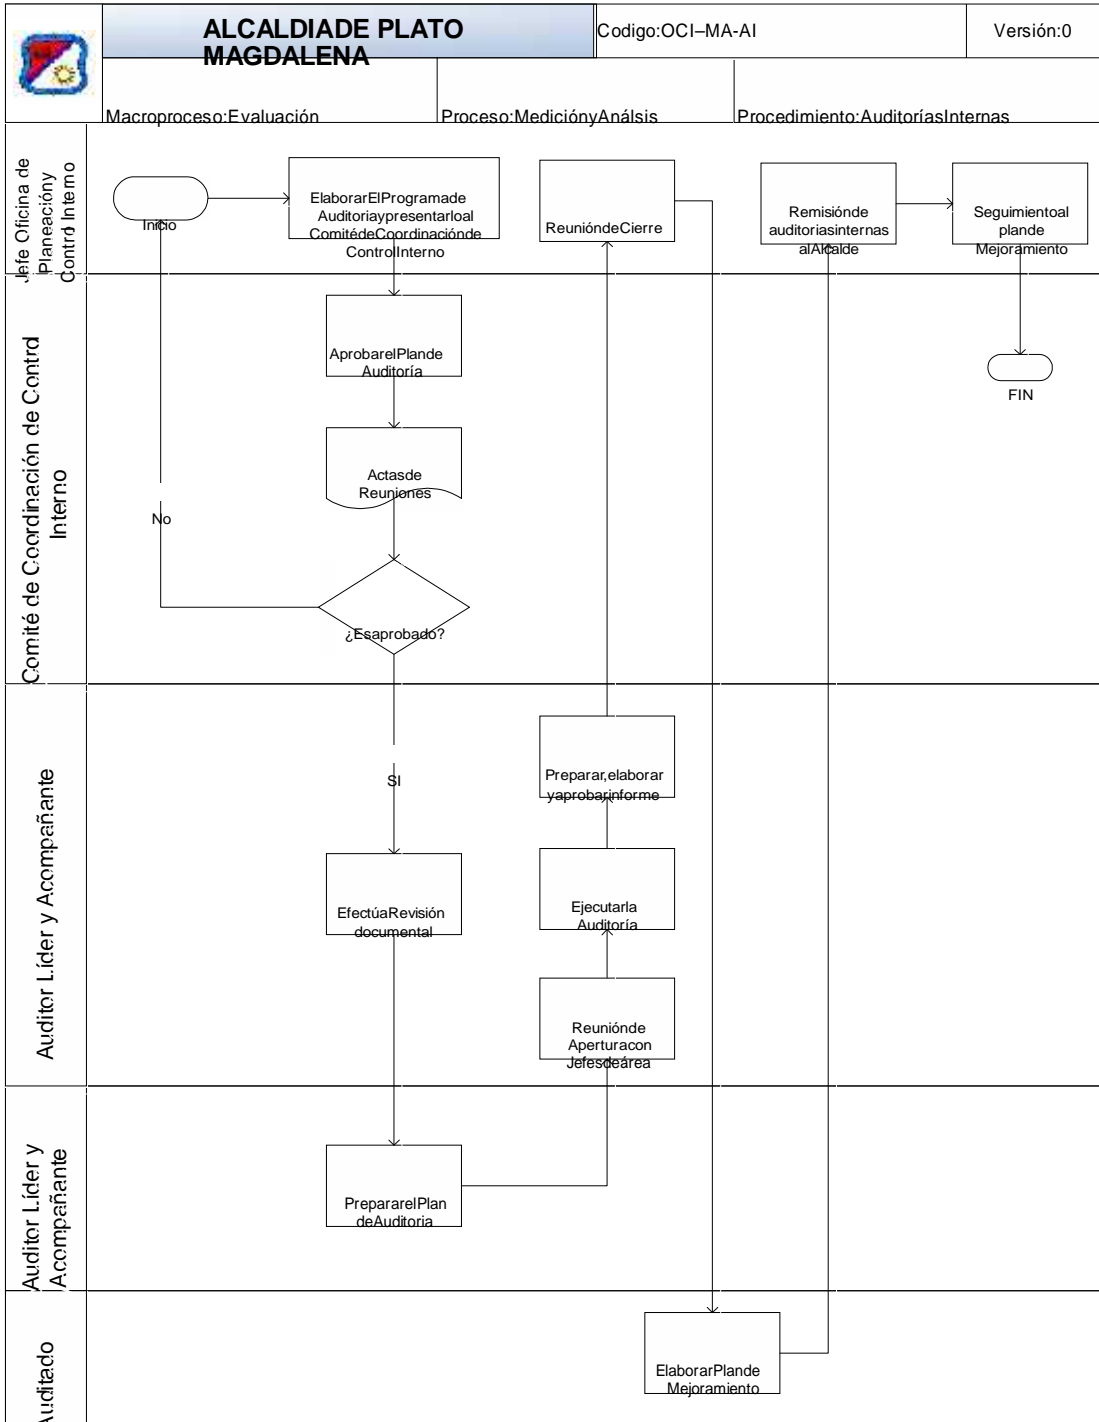 ALCALDIADE PLATO
MAGDALENA
Codigo:OCI–MA-AI
Versión:0
Macroproceso:Evaluación
Proceso:MediciónyAnálsis
Procedimiento:AuditoríasInternas
Jefe Oficina de
Planeacióny
Control Interno
Inicio
ElaborarElProgramade
Auditoriaypresentarloal
ComitédeCoordinaciónde
ControlInterno
ReunióndeCierre
Remisiónde
auditoriasinternas
alAlcalde
Seguimientoal
plande
Mejoramiento
Comité de Coordinación de Control
Interno
AprobarelPlande
Auditoría
FIN
Actasde
Reuniones
No
¿Esaprobado?
Auditor Líder y Acompañante
SI
Preparar,elaborar
yaprobarinforme
EfectúaRevisión
documental
Ejecutarla
Auditoría
Reuniónde
Aperturacon
Jefesdeárea
Auditor Líder y
Acompañante
PrepararelPlan
deAuditoria
Auditado
ElaborarPlande
Mejoramiento